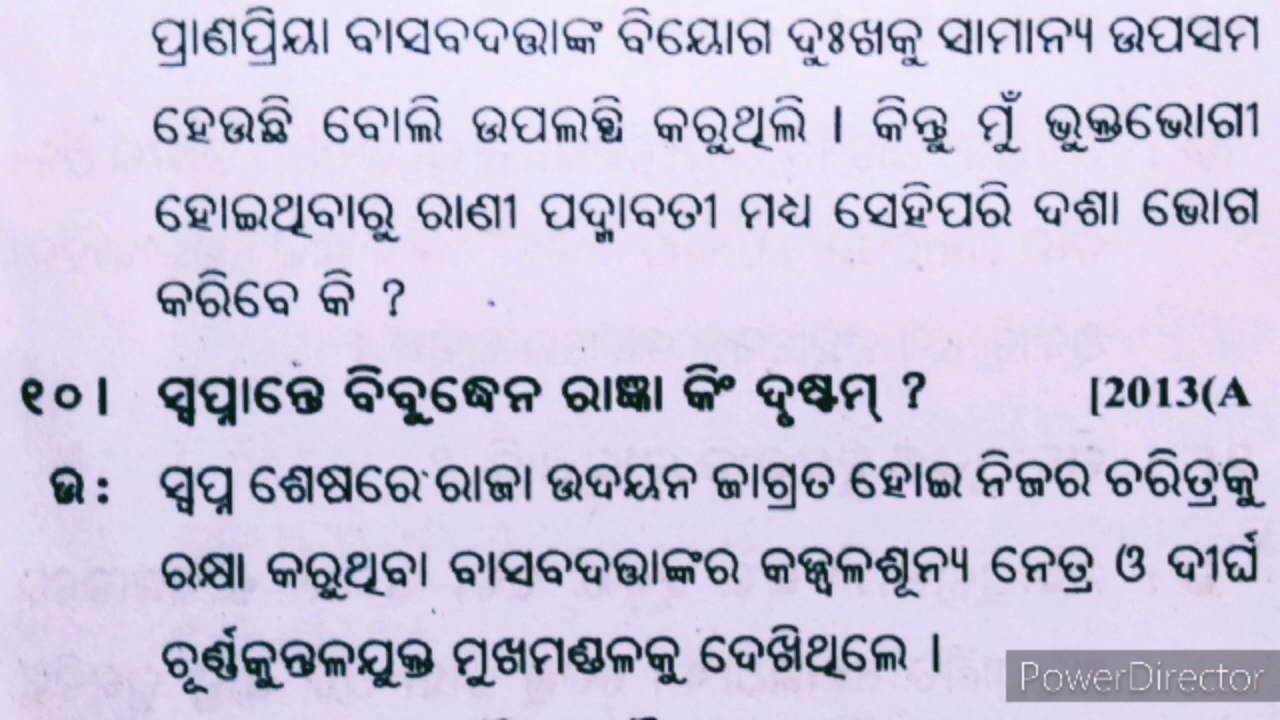 ପ୍ରାଣପ୍ରିୟା ବାସବଦତ୍ତାଙ୍କ ବିୟୋଗ ଦୁଃଖକୁ ସାମାନ୍ୟ ଉପସମ
ହେଉଛି ବୋଲି ଉପଲବ୍ଧି କରୁଥିଲି । କିନ୍ତୁ ମୁଁ ଭୁକ୍ତଭୋଗୀ
ହୋଇଥିବାରୁ ରାଣୀ ପଦ୍ମାବତୀ ମଧ୍ୟ ସେହିପରି ଦଶା ଭୋଗ
କରିବେ କି ?
୧୦। ସ୍ୱପ୍ନାନ୍ତେ ବିବୁଦ୍ଧେନ ରାଜ୍ଞା କିଂ ଦୃଷ୍ଟମ୍ ? [2013(A
ଉ: ସ୍ୱପ୍ନ ଶେଷରେ ରାଜା ଉଦୟନ ଜାଗ୍ରତ ହୋଇ ନିଜର ଚରିତ୍ରକୁ
ରକ୍ଷା କରୁଥିବା ବାସବଦତ୍ତାଙ୍କର କଜ୍ଜ୍ୱଳଶୂନ୍ୟ ନେତ୍ର ଓ ଦୀର୍ଘ
ଚୂର୍ଣ୍ଣକୁନ୍ତଳଯୁକ୍ତ ମୁଖମଣ୍ଡଳକୁ ଦେଖିଥିଲେ ।
PowerDirector